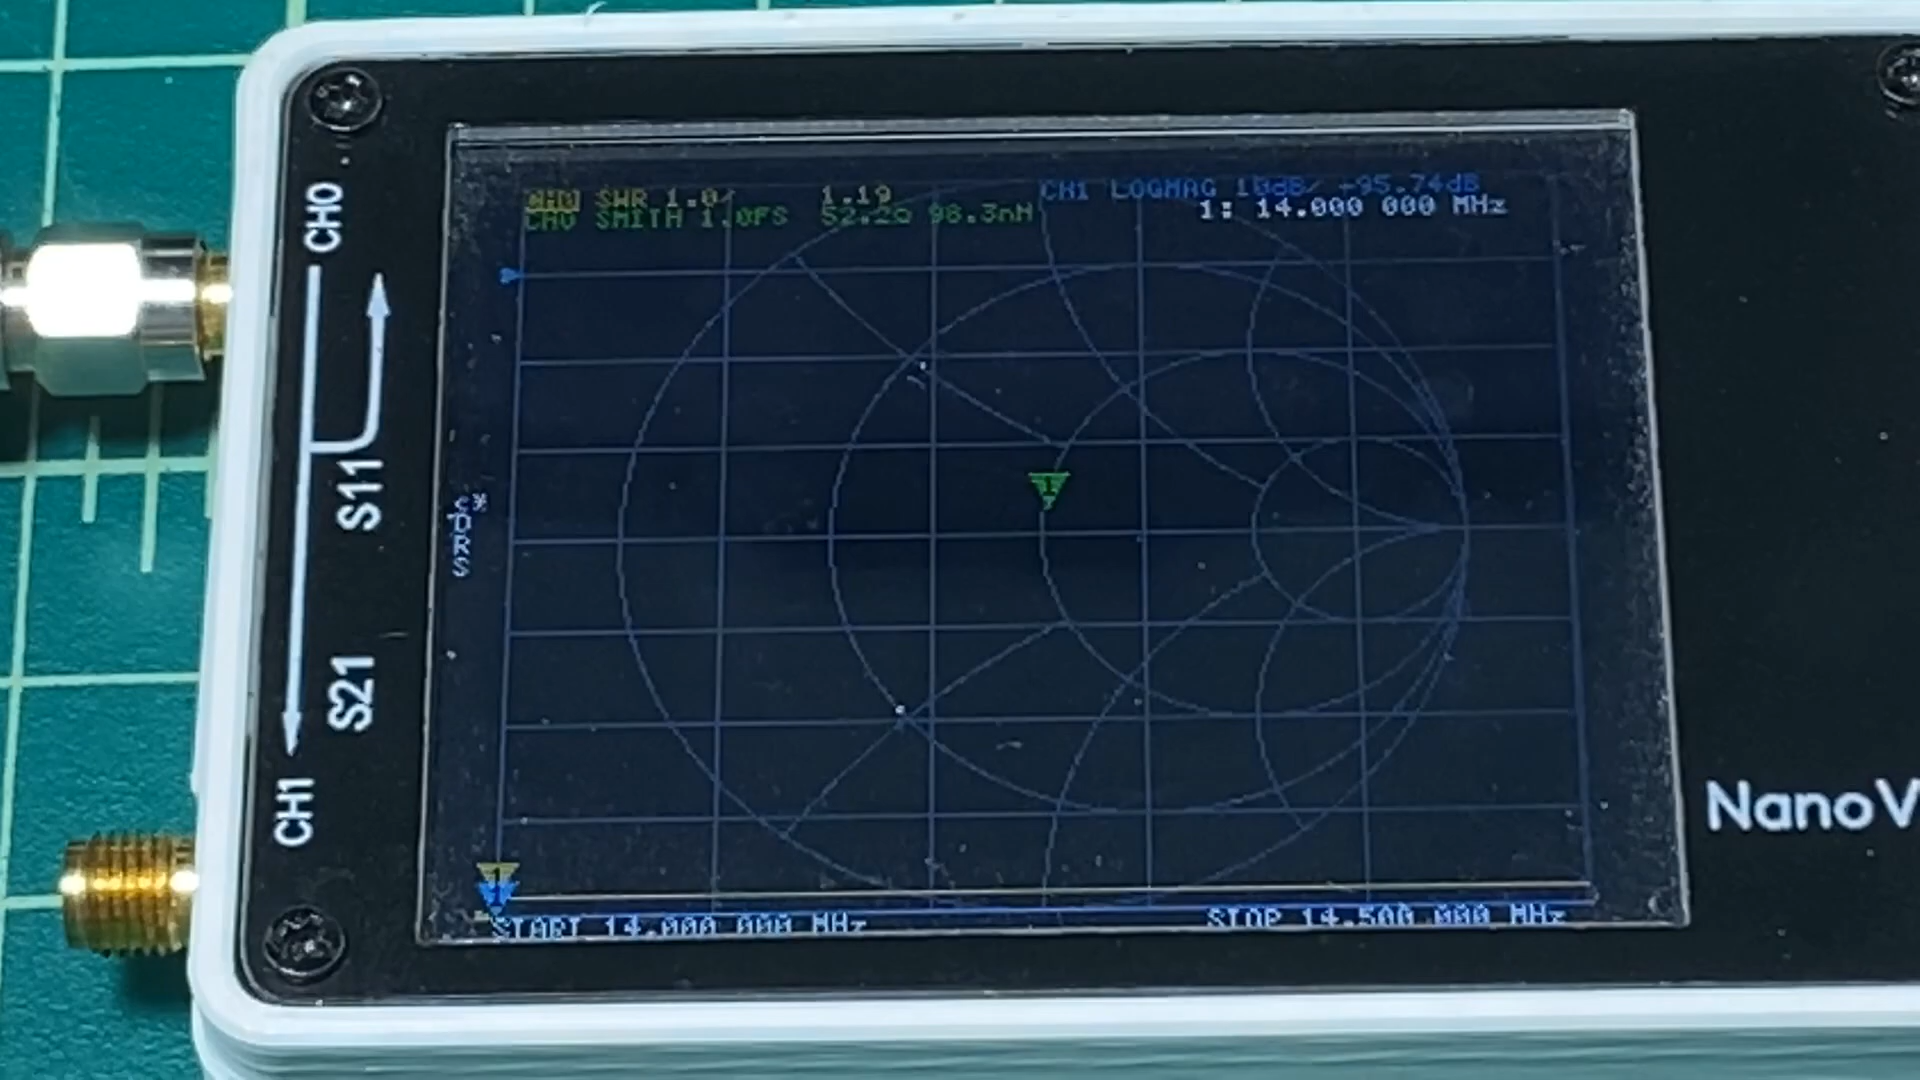 CH0 SWR 1.0/ 1.19
CH1 LOGMAG 10dB/ -95.74dB
CH0 SMITH 1.0FS 52.2Ω 98.3nH
1: 14.000 000 MHz
CH0
S11
S21
CH1
1
1
START 14.000 000 MHz
STOP 14.500 000 MHz
NanoV